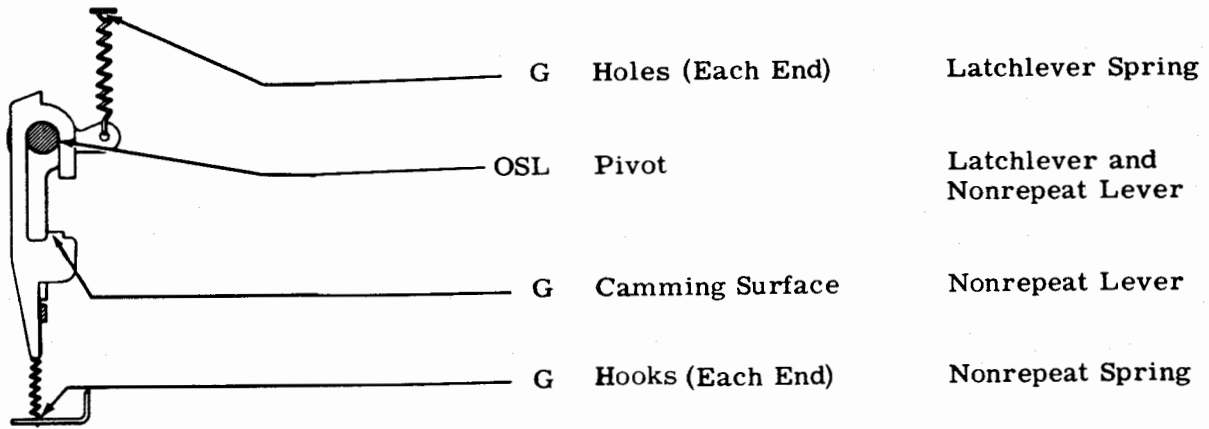 G Holes (Each End) Latchlever Spring
OSL Pivot Latchlever and
Nonrepeat Lever
G Camming Surface Nonrepeat Lever
G Hooks (Each End) Nonrepeat Spring